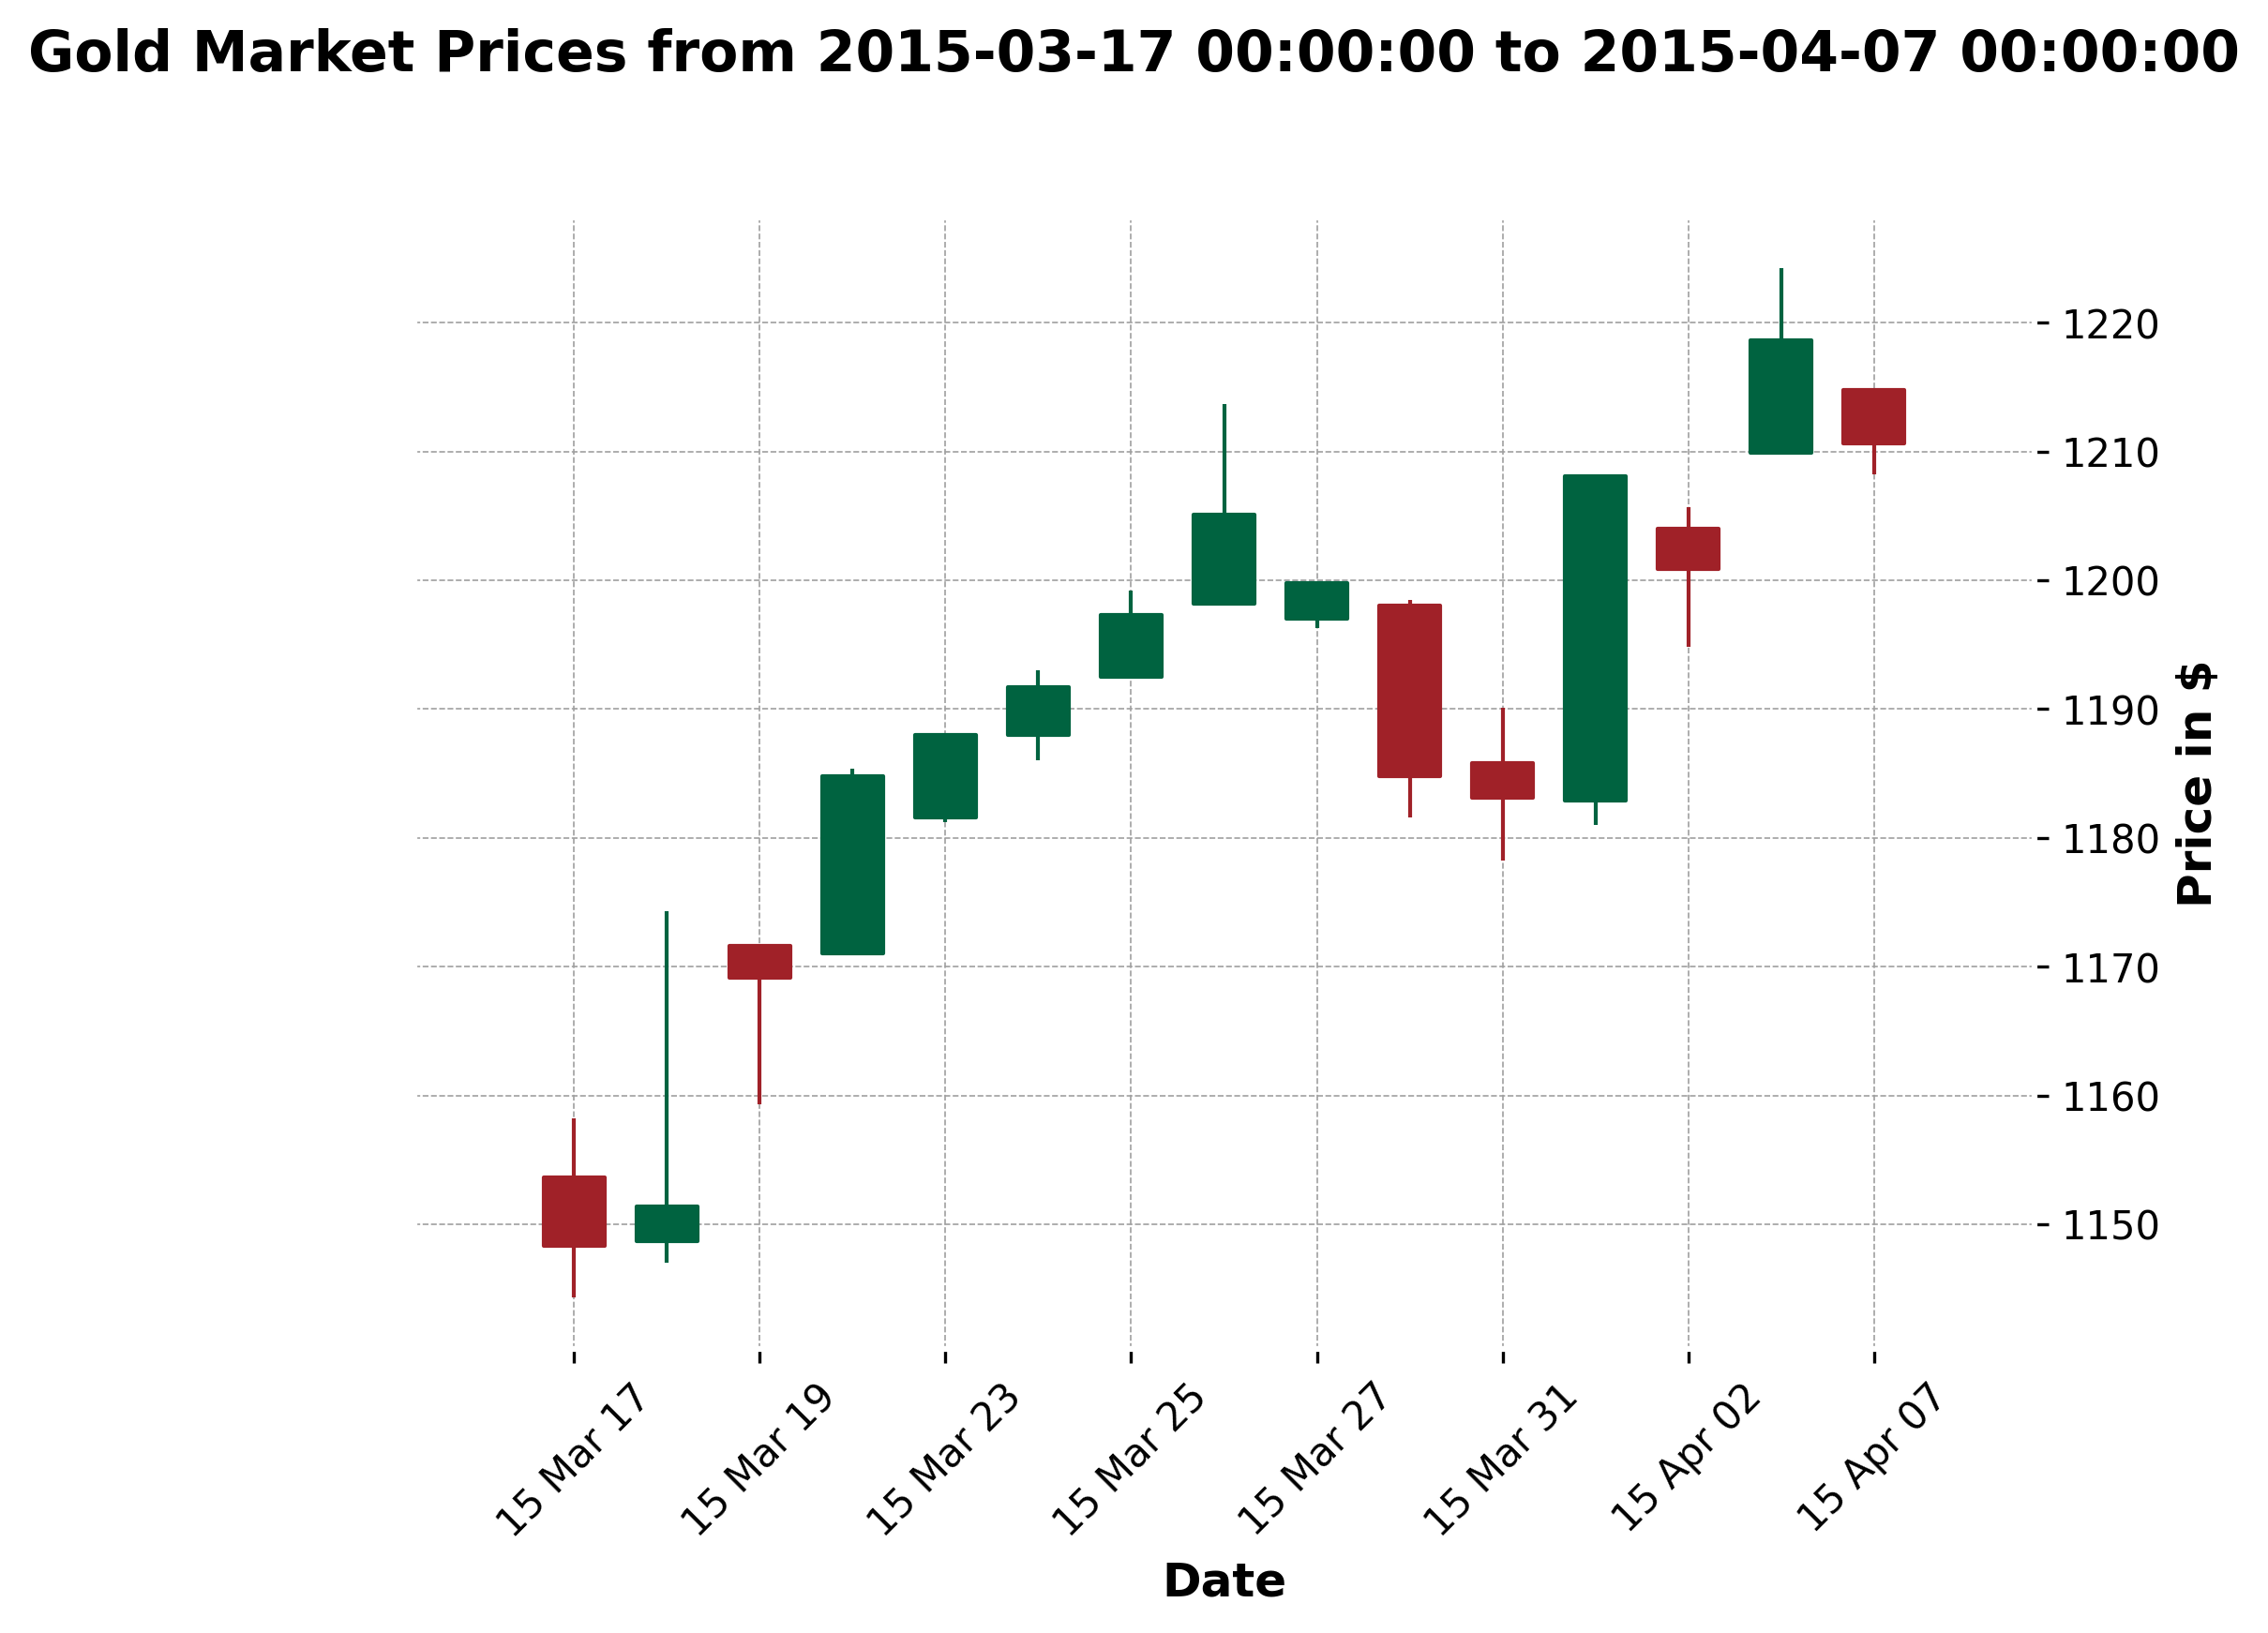 Gold Market Prices from 2015-03-17 00:00:00 to 2015-04-07 00:00:00
1220
1210
1200
1190
1180
1170
1160
1150
Price in $
15 Mar 17
15 Mar 19
15 Mar 23
15 Mar 25
15 Mar 27
15 Mar 31
15 Apr 02
15 Apr 07
Date